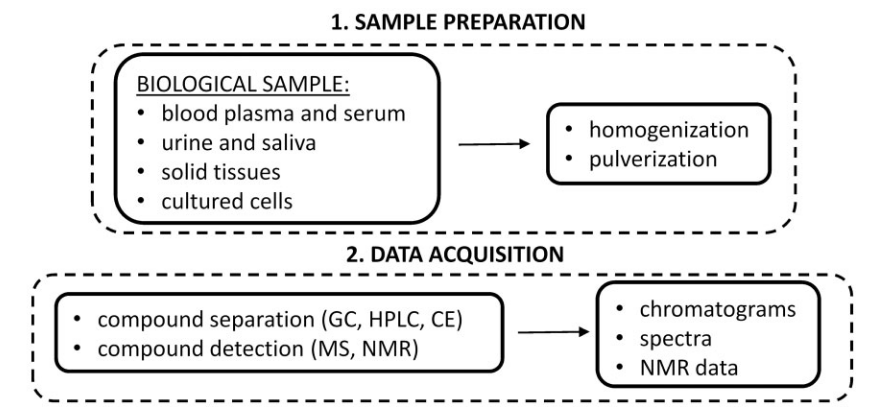 1. SAMPLE PREPARATION
BIOLOGICAL SAMPLE:
• blood plasma and serum
• urine and saliva
• solid tissues
• cultured cells
• homogenization
• pulverization
2. DATA ACQUISITION
• compound separation (GC, HPLC, CE)
• compound detection (MS, NMR)
• chromatograms
• spectra
• NMR data